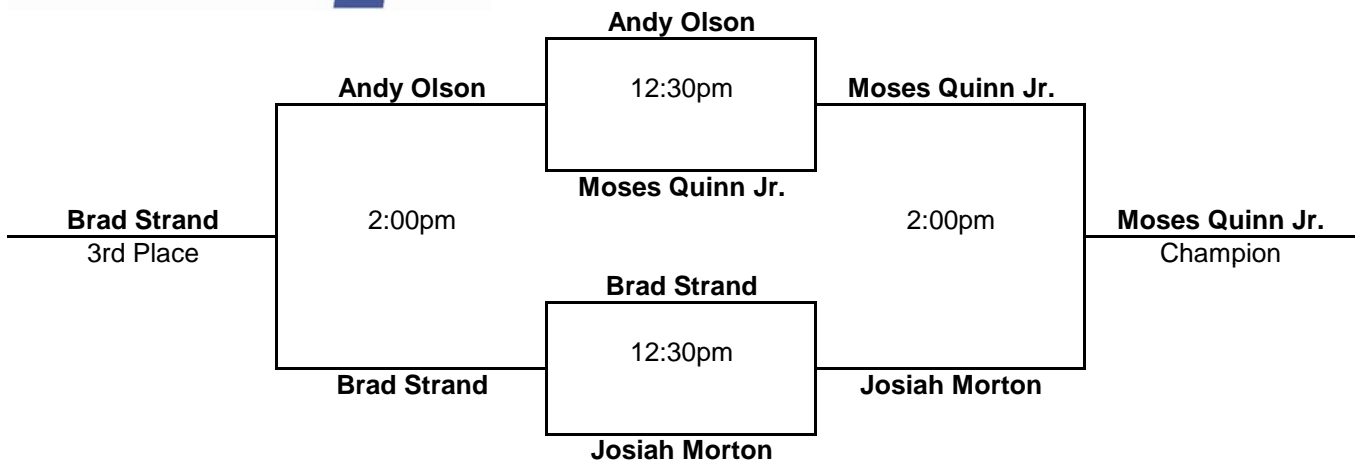 Andy Olson
Andy Olson
12:30pm
Moses Quinn Jr.
Moses Quinn Jr.
Brad Strand
2:00pm
2:00pm
Moses Quinn Jr.
3rd Place
Champion
Brad Strand
12:30pm
Brad Strand
Josiah Morton
Josiah Morton